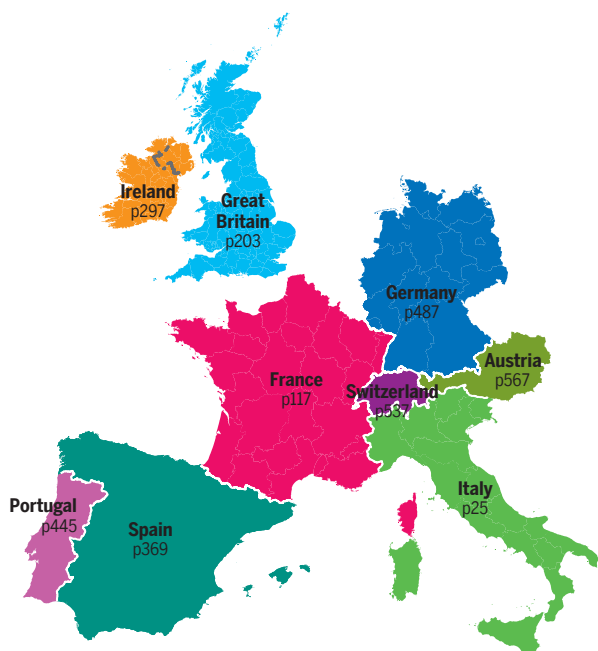 Ireland
p297
Great
Britain
p203
Germany
p487
Austria
p567
France
p117
Switzerland
p537
Italy
p25
Portugal
p445
Spain
p369